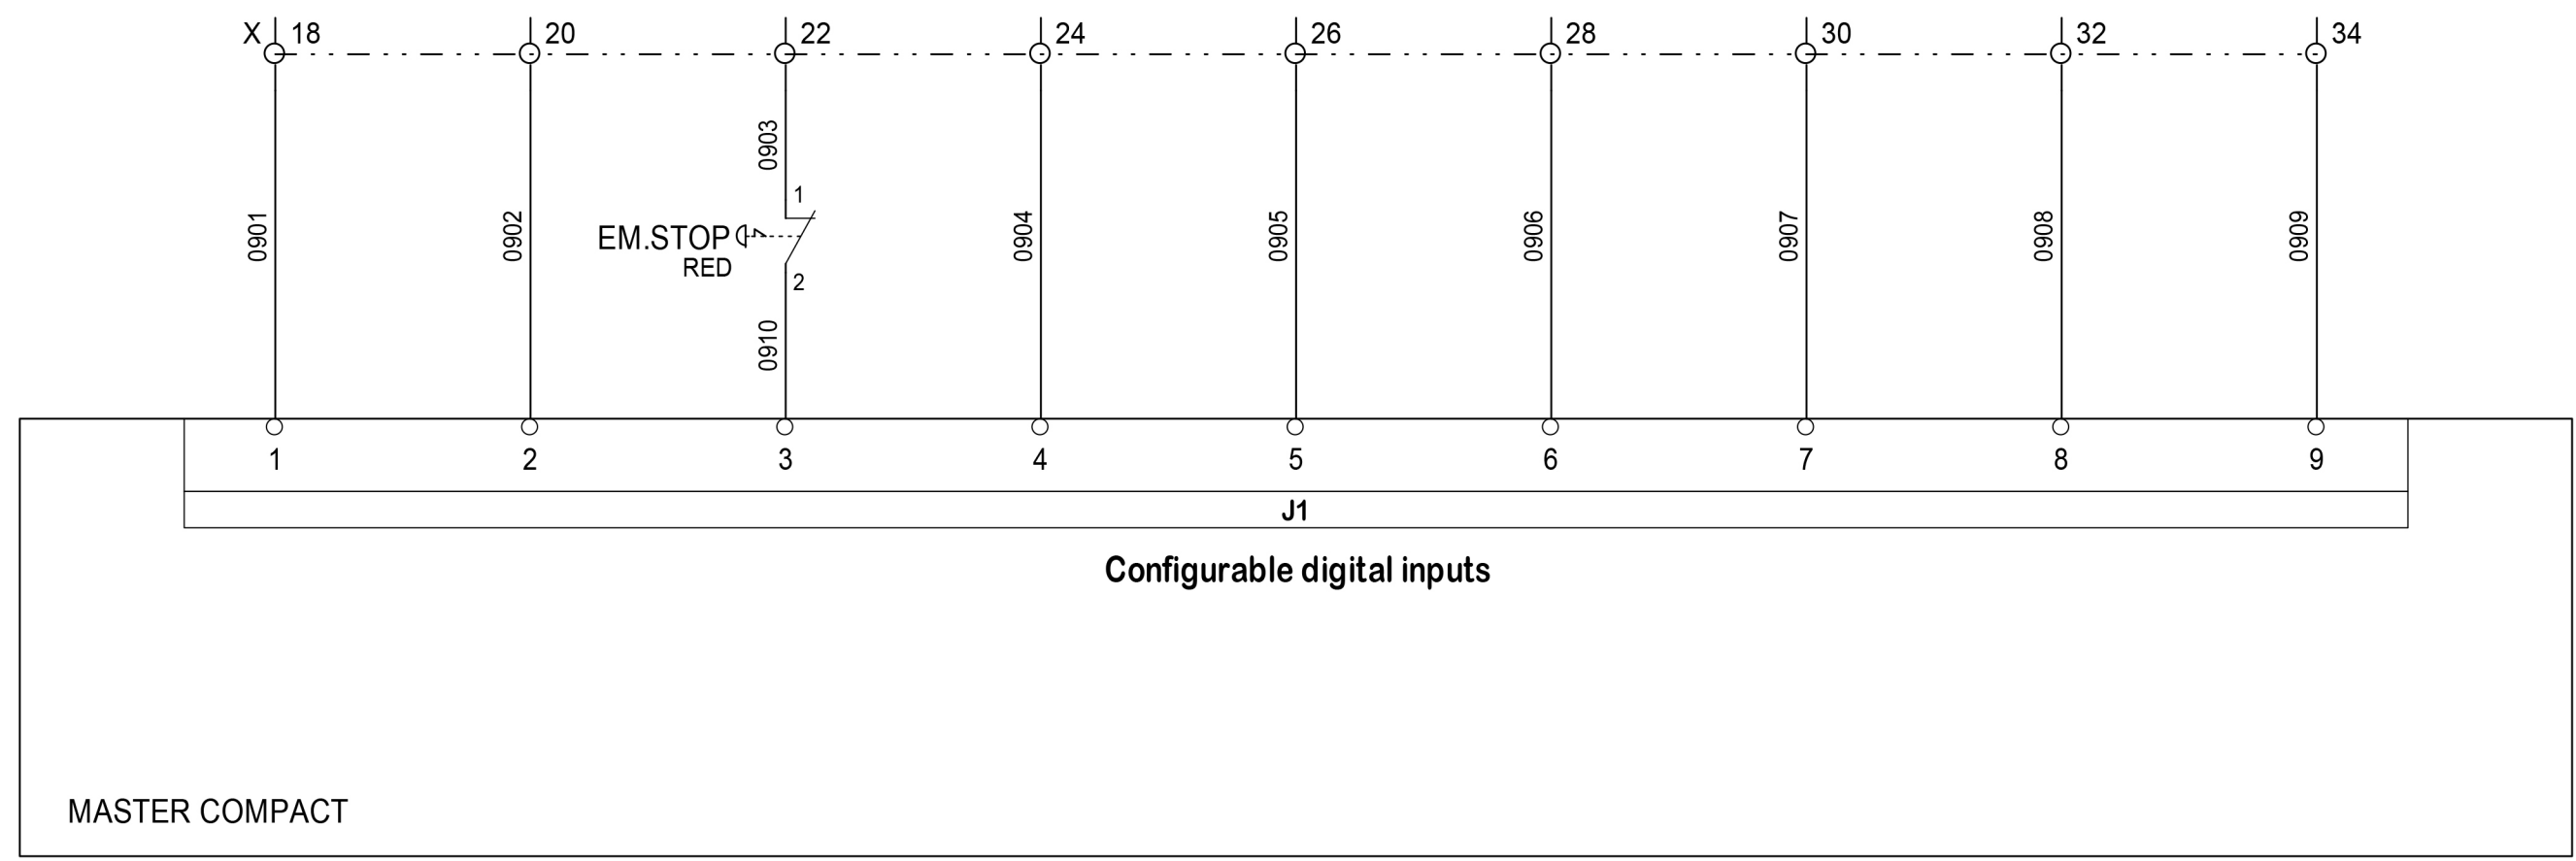 X 18 20 22 24 26 28 30 32 34
0903
1
0901 0902 EM.STOP 0904 0905 0906 0907 0908 0909
RED
2
0910
1 2 3 4 5 6 7 8 9
J1
Configurable digital inputs
MASTER COMPACT